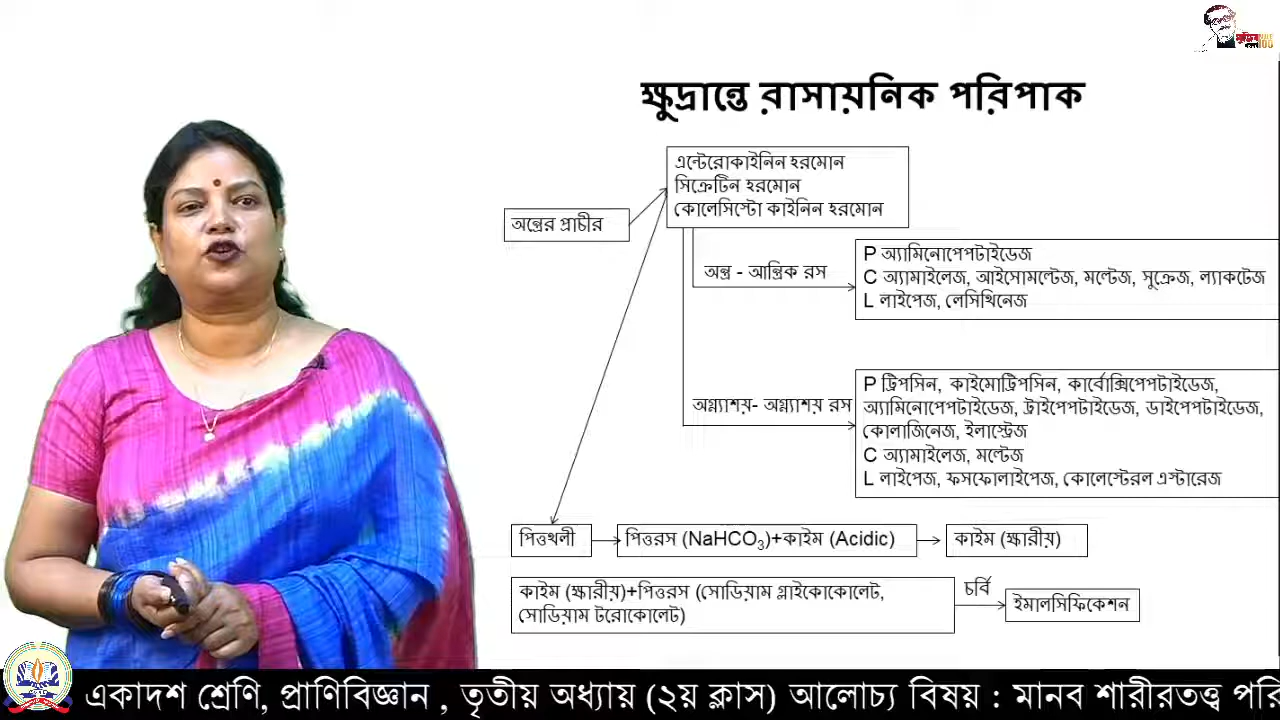 ক্ষুদ্রান্তে রাসায়নিক পরিপাক
এন্টেরোকাইনিন হরমোন
সিক্রেটিন হরমোন
কোলেসিস্টো কাইনিন হরমোন
অন্ত্রের প্রাচীর
অন্ত্র - আন্ত্রিক রস
P অ্যামিনোপেপটাইডেজ
C অ্যামাইলেজ, আইসোমল্টেজ, মল্টেজ, সুক্রেজ, ল্যাকটেজ
L লাইপেজ, লেসিথিনেজ
অগ্ন্যাশয়- অগ্ন্যাশয় রস
P ট্রিপসিন, কাইমোট্রিপসিন, কার্বোক্সিপেপটাইডেজ,
অ্যামিনোপেপটাইডেজ, ট্রাইপেপটাইডেজ, ডাইপেপটাইডেজ,
কোলাজিনেজ, ইলাস্ট্রেজ
C অ্যামাইলেজ, মল্টেজ
L লাইপেজ, ফসফোলাইপেজ, কোলেস্টেরল এস্টারেজ
পিত্তথলী
পিত্তরস (NaHCO₃)+কাইম (Acidic)
কাইম (ক্ষারীয়)
কাইম (ক্ষারীয়)+পিত্তরস (সোডিয়াম গ্লাইকোকোলেট,
সোডিয়াম টরোকোলেট)
চর্বি
ইমালসিফিকেশন
একাদশ শ্রেণি, প্রাণিবিজ্ঞান , তৃতীয় অধ্যায় (২য় ক্লাস) আলোচ্য বিষয় : মানব শারীরতত্ত্ব পরি